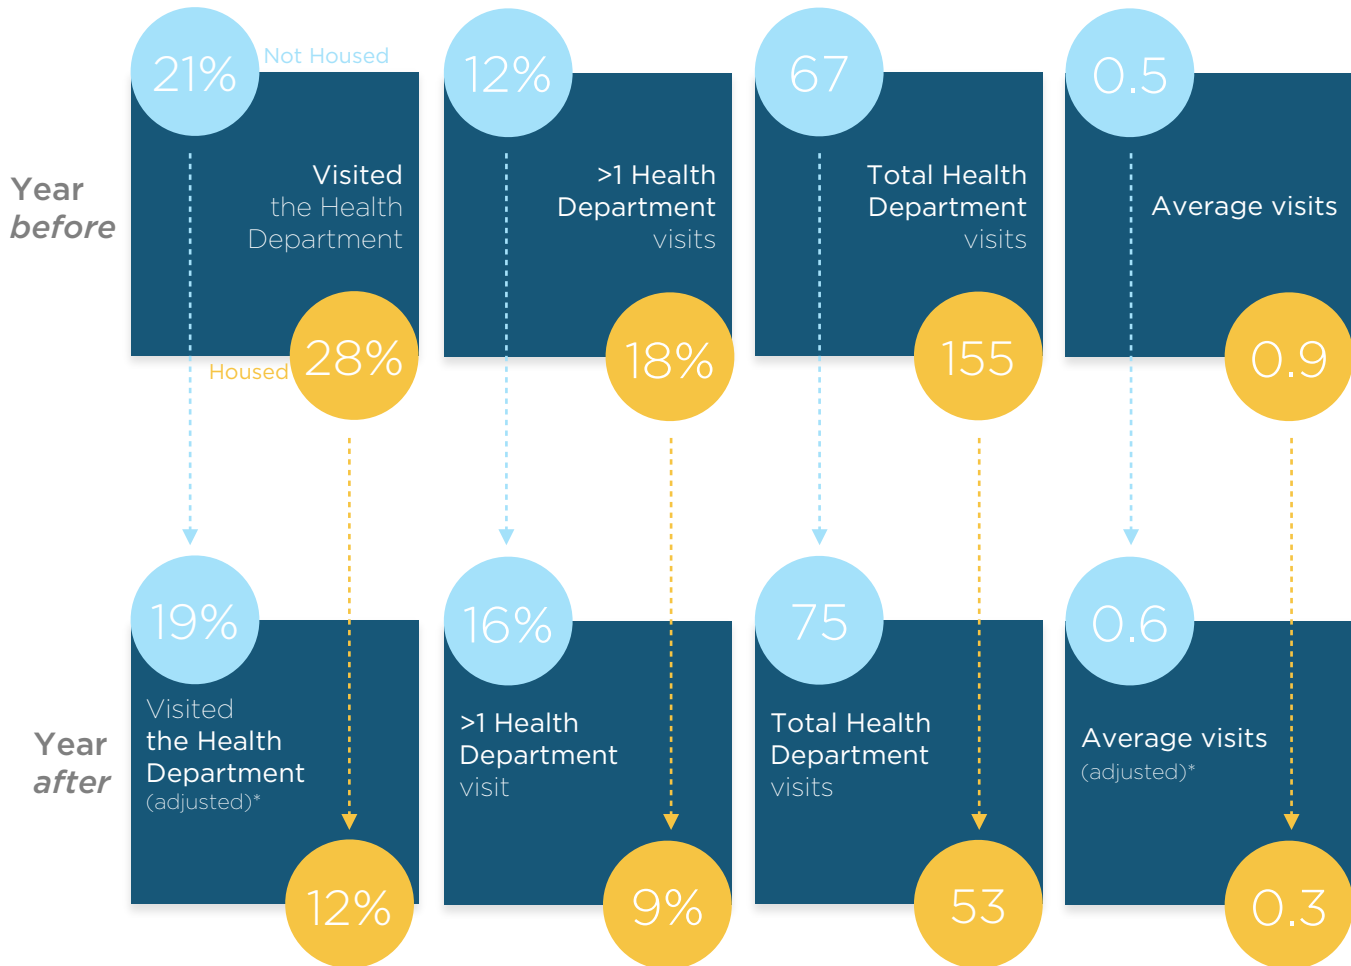 21%
Not Housed
12%
67
0.5
Year
before
Visited
the Health
Department
>1 Health
Department
visits
Total Health
Department
visits
Average visits
Housed
28%
18%
155
0.9
19%
16%
75
0.6
Year
after
Visited
the Health
Department
(adjusted)*
>1 Health
Department
visit
Total Health
Department
visits
Average visits
(adjusted)*
12%
9%
53
0.3